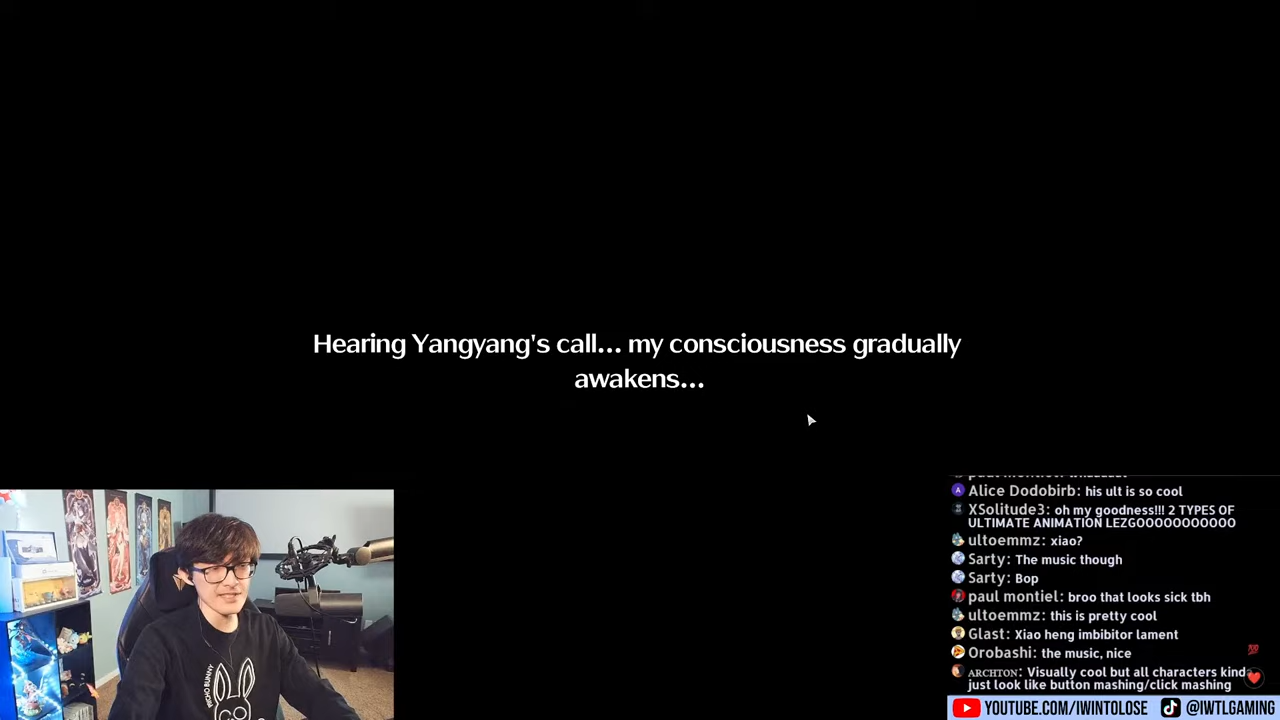 Hearing Yangyang's call... my consciousness gradually
awakens...
Alice Dodobirb: his ult is so cool
XSolitude3: oh my goodness!!! 2 TYPES OF
ULTIMATE ANIMATION LEZGOOOOOOOOOO
ultoemmz: xiao?
Sarty: The music though
Sarty: Bop
paul montiel: broo that looks sick tbh
ultoemmz: this is pretty cool
Glast: Xiao heng imbibitor lament
Orobashi: the music, nice
ARCHTON: Visually cool but all characters kind
just look like button mashing/click mashing
YOUTUBE.COM/IWINTOLOSE @IWTLGAMING